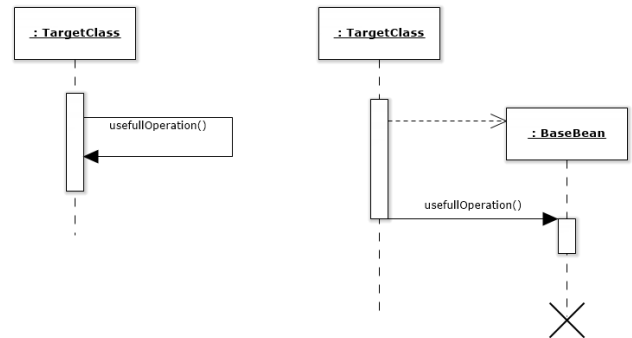 : TargetClass
usefullOperation()
: TargetClass
: BaseBean
usefullOperation()